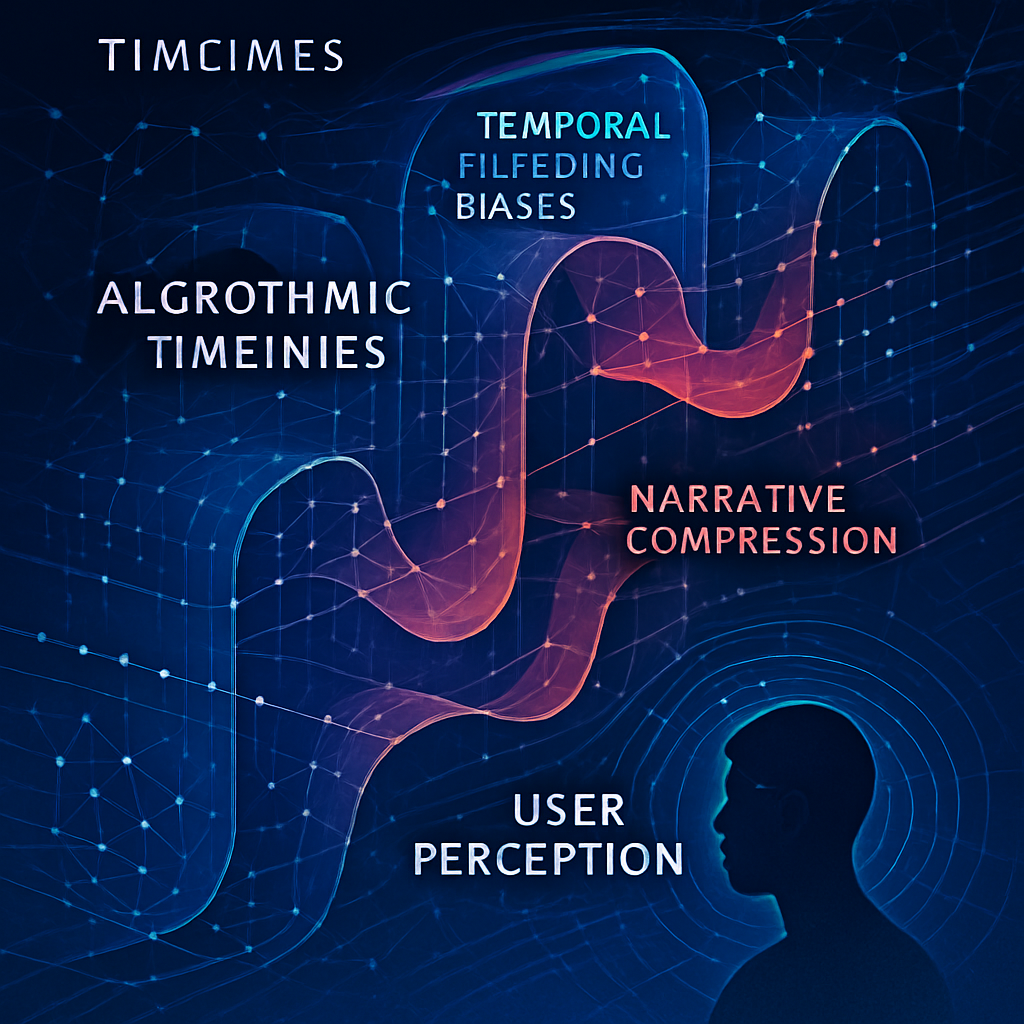 TIMCIMES
TEMPORAL
FILFEDING
BIASES
ALGROTHMIC
TIMEINIES
NARRATIVE
COMPRESSION
USER
PERCEPTION